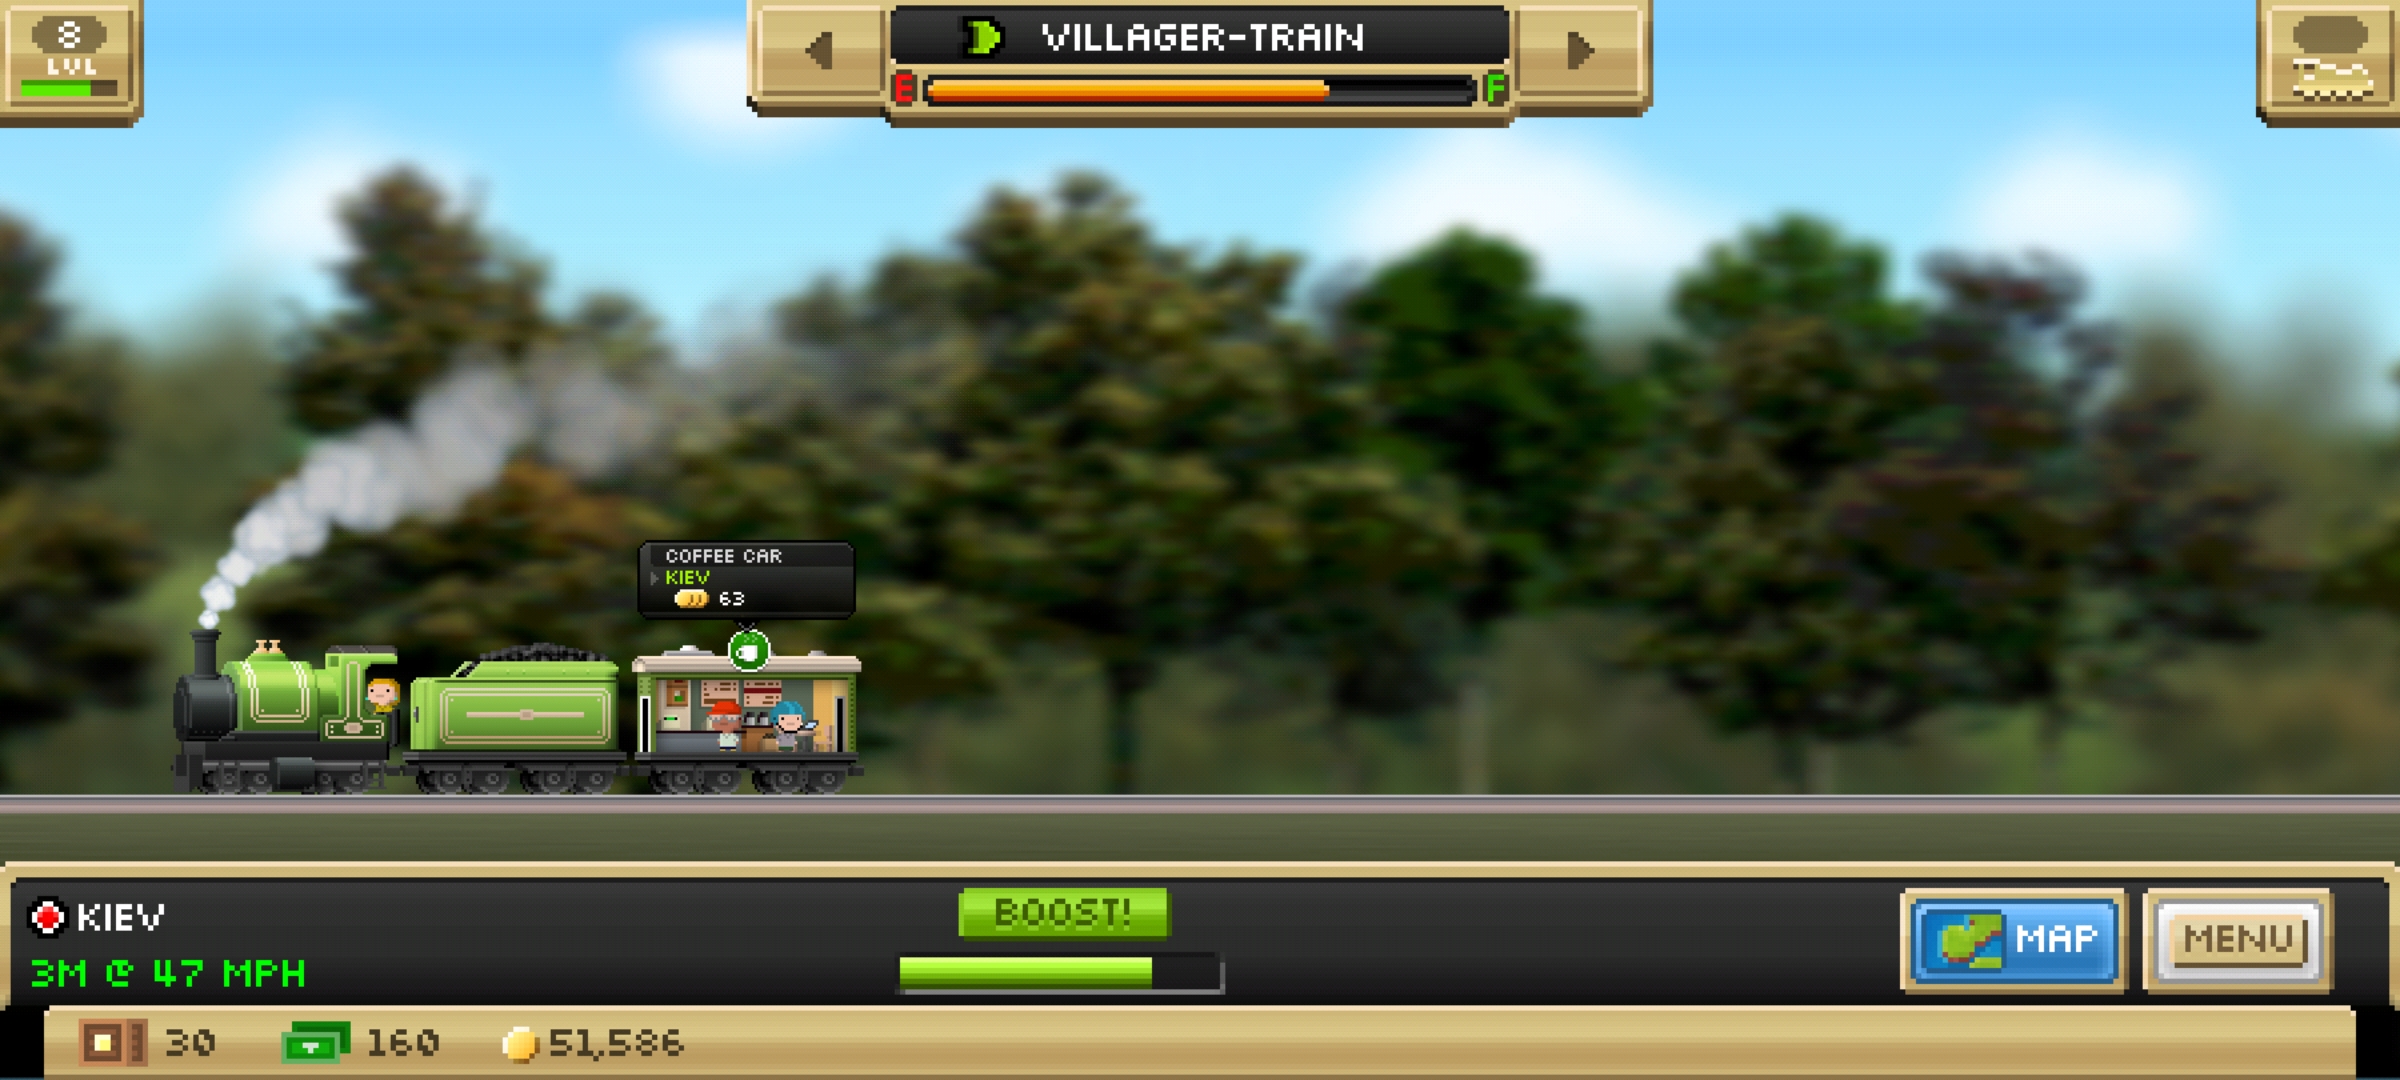 8
LVL
VILLAGER-TRAIN
E F
COFFEE CAR
KIEV
63
KIEV
BOOST!
3M @ 47 MPH
MAP
MENU
30
160
51,586